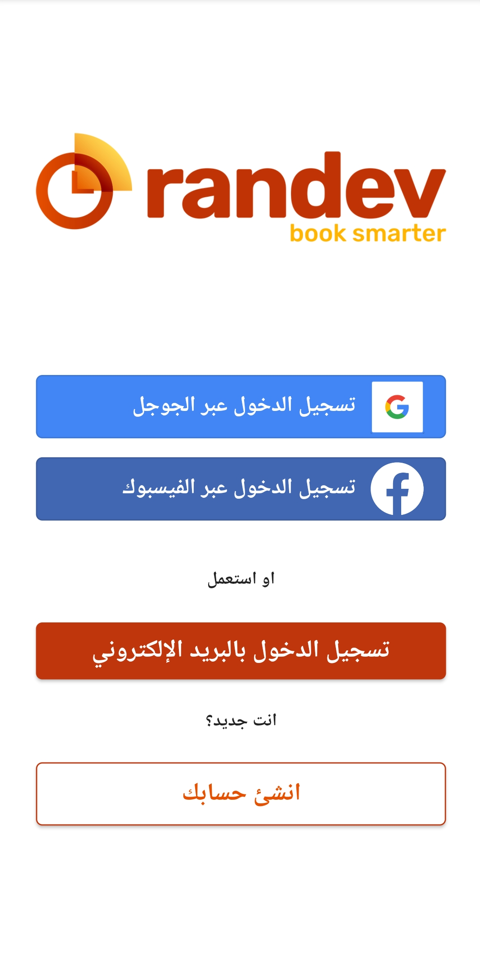 randev
book smarter
تسجيل الدخول عبر الجوجل
تسجيل الدخول عبر الفيسبوك
او استعمل
تسجيل الدخول بالبريد الإلكتروني
انت جديد؟
انشئ حسابك